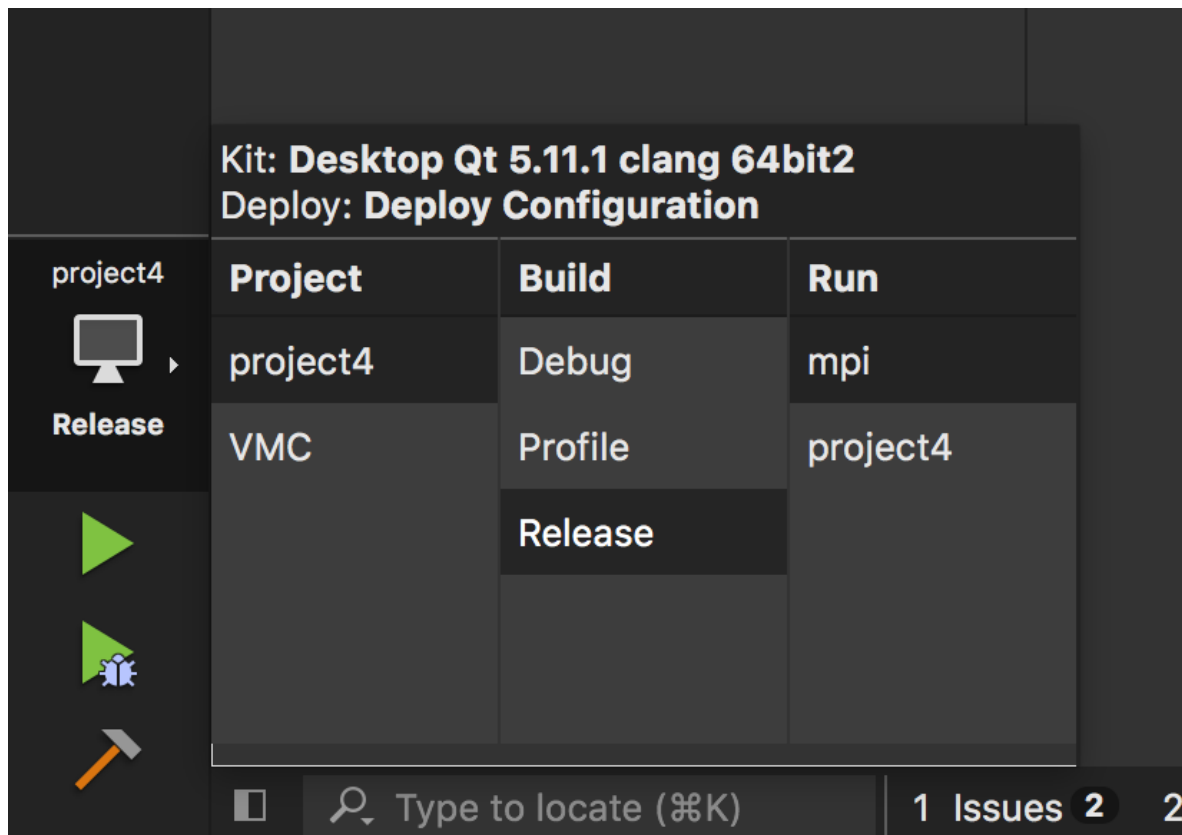 Kit: Desktop Qt 5.11.1 clang 64bit2
Deploy: Deploy Configuration
project4
Release
Project Build Run
project4 Debug mpi
VMC Profile project4
Release
Type to locate (⌘K)
1 Issues 2 2